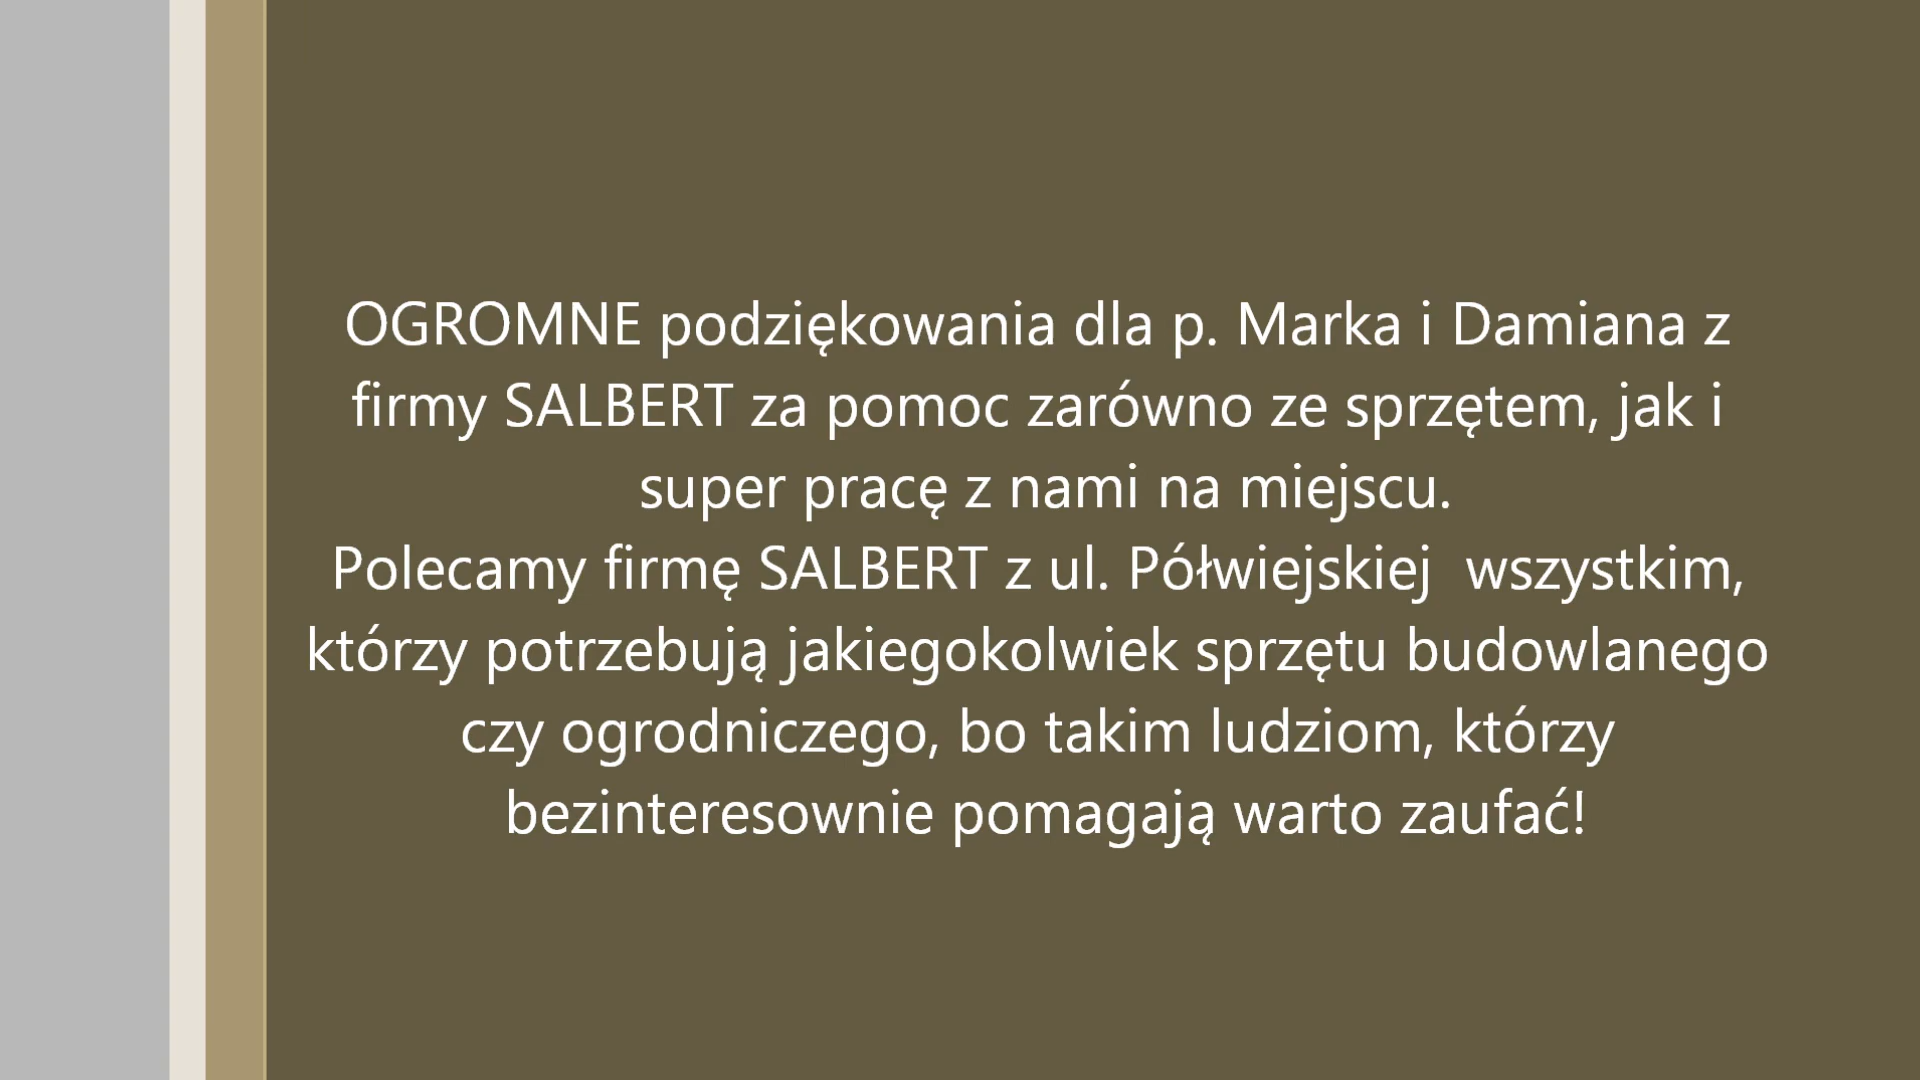 OGROMNE podziękowania dla p. Marka i Damiana z
firmy SALBERT za pomoc zarówno ze sprzętem, jak i
super pracę z nami na miejscu.
Polecamy firmę SALBERT z ul. Półwiejskiej  wszystkim,
którzy potrzebują jakiegokolwiek sprzętu budowlanego
czy ogrodniczego, bo takim ludziom, którzy
bezinteresownie pomagają warto zaufać!